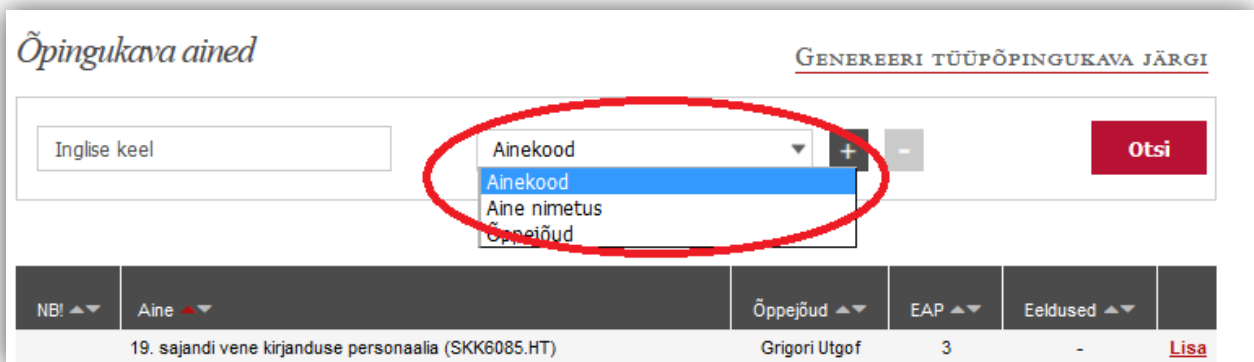 Õpingukava ained
GENEREERI TÜÜPÕPINGUKAVA JÄRGI
Inglise keel
Ainekood
+
-
Otsi
Ainekood
Aine nimetus
Õppejõud
NB! Aine Õppejõud EAP Eeldused
19. sajandi vene kirjanduse personaalia (SKK6085.HT) Grigori Utgof 3 - Lisa